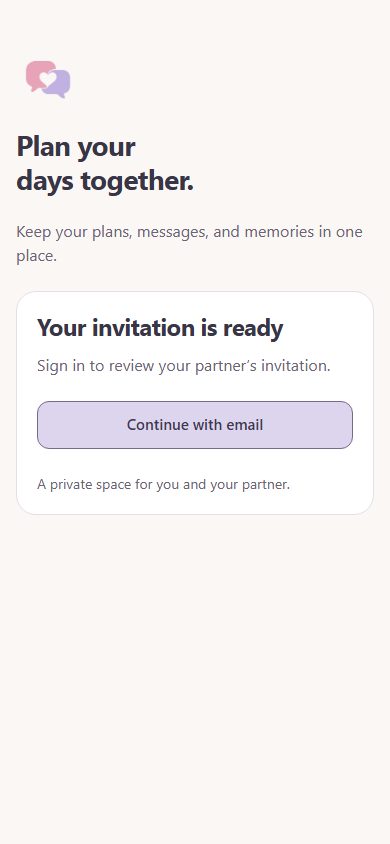 Plan your
days together.
Keep your plans, messages, and memories in one
place.
Your invitation is ready
Sign in to review your partner's invitation.
Continue with email
A private space for you and your partner.